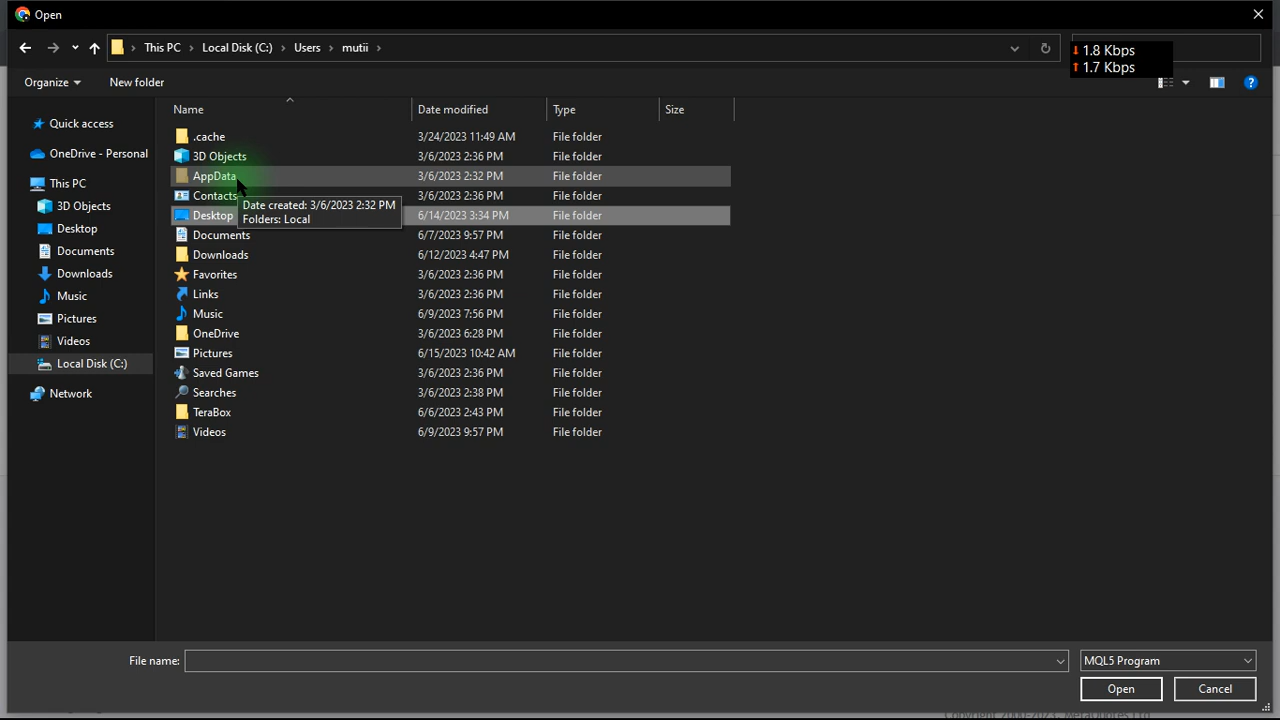 Open
This PC
Local Disk (C:)
Users
mutii
1.8 Kbps
1.7 Kbps
Organize
New folder
Name
Date modified
Type
Size
Quick access
OneDrive - Personal
This PC
3D Objects
Desktop
Documents
Downloads
Music
Pictures
Videos
Local Disk (C:)
Network
.cache 3/24/2023 11:49 AM File folder
3D Objects 3/6/2023 2:36 PM File folder
AppData 3/6/2023 2:32 PM File folder
Contacts 3/6/2023 2:36 PM File folder
Date created: 3/6/2023 2:32 PM
Folders: Local
Desktop 6/14/2023 3:34 PM File folder
Documents 6/7/2023 9:57 PM File folder
Downloads 6/12/2023 4:47 PM File folder
Favorites 3/6/2023 2:36 PM File folder
Links 3/6/2023 2:36 PM File folder
Music 6/9/2023 7:56 PM File folder
OneDrive 3/6/2023 6:28 PM File folder
Pictures 6/15/2023 10:42 AM File folder
Saved Games 3/6/2023 2:36 PM File folder
Searches 3/6/2023 2:38 PM File folder
TeraBox 6/6/2023 2:43 PM File folder
Videos 6/9/2023 9:57 PM File folder
File name:
MQL5 Program
Open
Cancel
Copyright 2000-2023, MetaQuotes Ltd